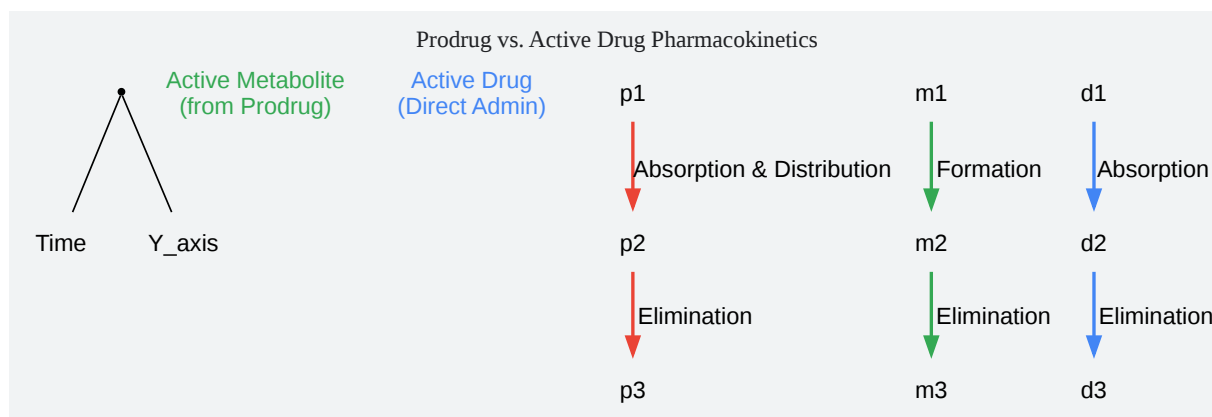 Prodrug vs. Active Drug Pharmacokinetics
Active Metabolite
(from Prodrug)
Active Drug
(Direct Admin)
p1
m1
d1
Absorption & Distribution
Formation
Absorption
Time
Y_axis
p2
m2
d2
Elimination
Elimination
Elimination
p3
m3
d3